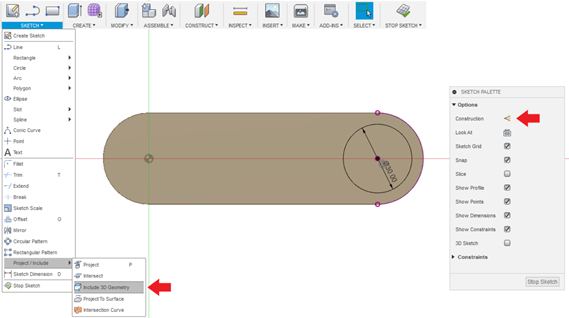 SKETCH ▾ CREATE ▾ MODIFY ▾ ASSEMBLE ▾ CONSTRUCT ▾ INSPECT ▾ INSERT ▾ MAKE ▾ ADD-INS ▾ SELECT ▾ STOP SKETCH ▾
Create Sketch
Line L
Rectangle
Circle
Arc
Polygon
Ellipse
Slot
Spline
Conic Curve
Point
Text
Fillet
Trim T
Extend
Break
Sketch Scale
Offset O
Mirror
Circular Pattern
Rectangular Pattern
Project / Include
Sketch Dimension D
Stop Sketch
Project P
Intersect
Include 3D Geometry
Project To Surface
Intersection Curve
Ø30.00
SKETCH PALETTE
Options
Construction
Look At
Sketch Grid
Snap
Slice
Show Profile
Show Points
Show Dimensions
Show Constraints
3D Sketch
Constraints
Stop Sketch